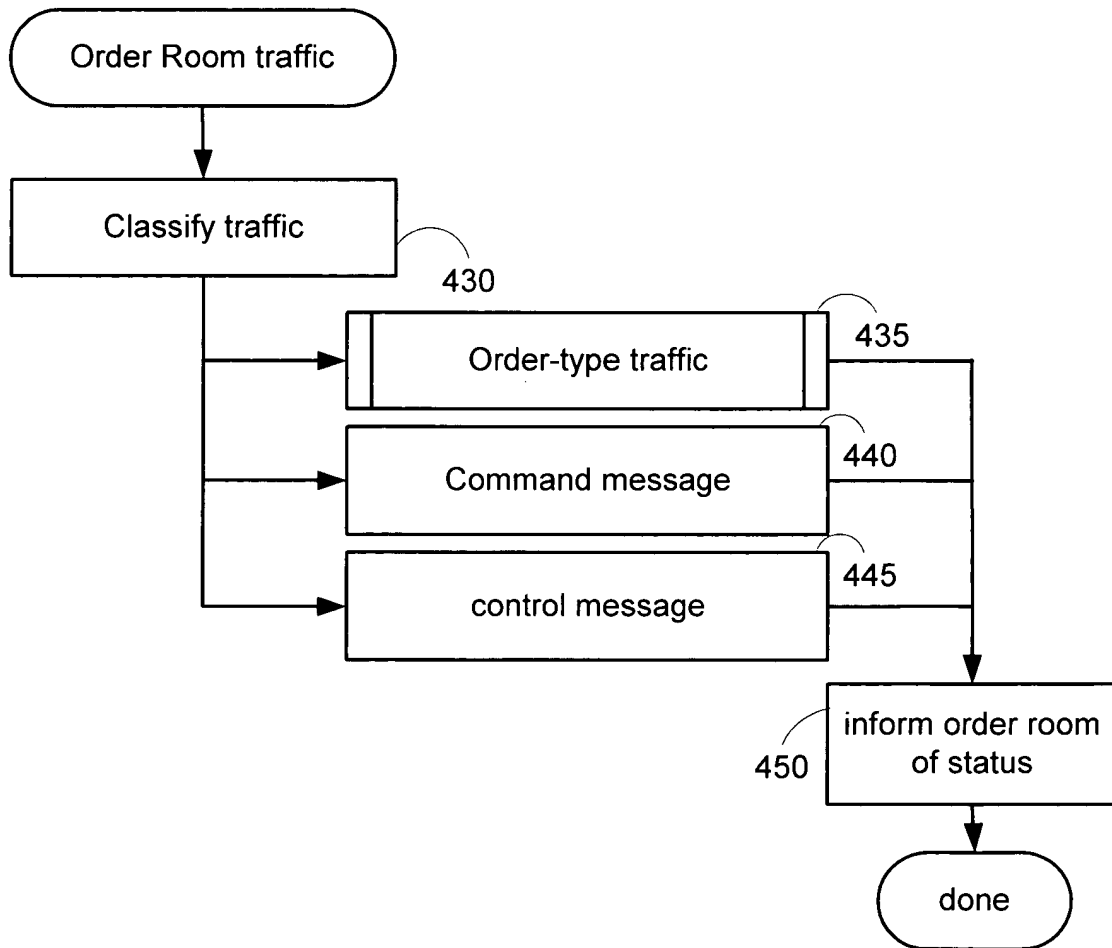 Order Room traffic
Classify traffic
430
Order-type traffic
435
Command message
440
control message
445
inform order room
of status
450
done